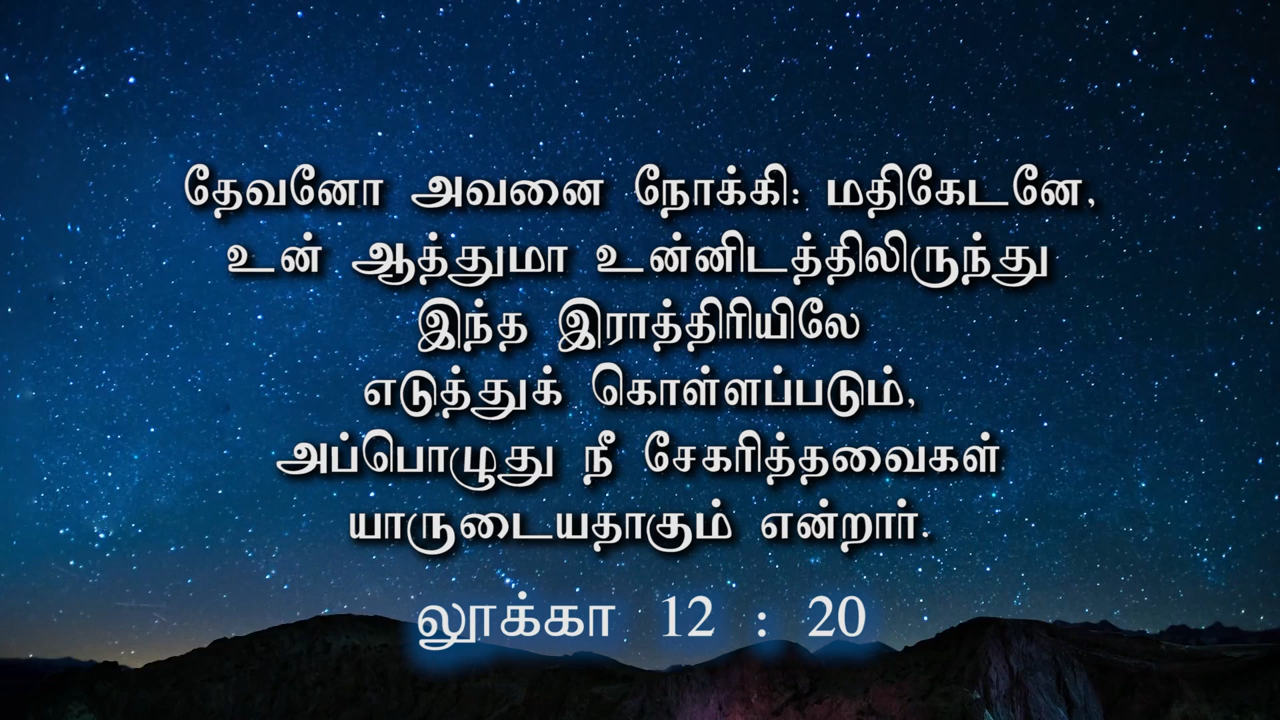 தேவனோ அவனை நோக்கி: மதிகேடனே,
உன் ஆத்துமா உன்னிடத்திலிருந்து
இந்த இராத்திரியிலே
எடுத்துக் கொள்ளப்படும்,
அப்பொழுது நீ சேகரித்தவைகள்
யாருடையதாகும் என்றார்.
லூக்கா 12 : 20